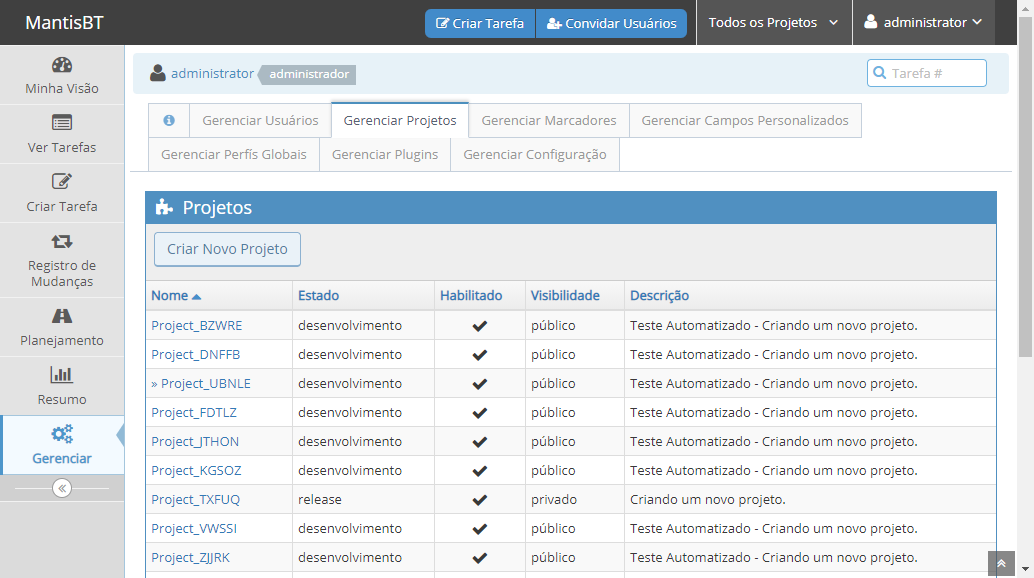 MantisBT
Criar Tarefa
Convidar Usuários
Todos os Projetos
administrator
Minha Visão
Ver Tarefas
Criar Tarefa
Registro de
Mudanças
Planejamento
Resumo
Gerenciar
administrator administrador
Tarefa #
Gerenciar Usuários Gerenciar Projetos Gerenciar Marcadores Gerenciar Campos Personalizados
Gerenciar Perfís Globais Gerenciar Plugins Gerenciar Configuração
Projetos
Criar Novo Projeto
Nome Estado Habilitado Visibilidade Descrição
Project_BZWRE desenvolvimento público Teste Automatizado - Criando um novo projeto.
Project_DNFFB desenvolvimento público Teste Automatizado - Criando um novo projeto.
» Project_UBNLE desenvolvimento público Teste Automatizado - Criando um novo projeto.
Project_FDTLZ desenvolvimento público Teste Automatizado - Criando um novo projeto.
Project_JTHON desenvolvimento público Teste Automatizado - Criando um novo projeto.
Project_KGSOZ desenvolvimento público Teste Automatizado - Criando um novo projeto.
Project_TXFUQ release privado Criando um novo projeto.
Project_VWSSI desenvolvimento público Teste Automatizado - Criando um novo projeto.
Project_ZJJRK desenvolvimento público Teste Automatizado - Criando um novo projeto.